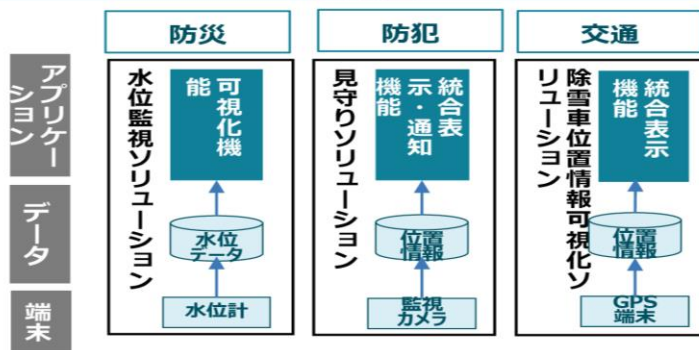 防災
防犯
交通
アプリケー
ション
データ
端末
水位監視ソリューション
可視化機
能
水位
データ
水位計
見守りソリューション
統合表
示・通知
機能
位置
情報
監視
カメラ
除雪車位置情報可視化ソ
リューション
統合表示
機能
位置
情報
GPS
端末